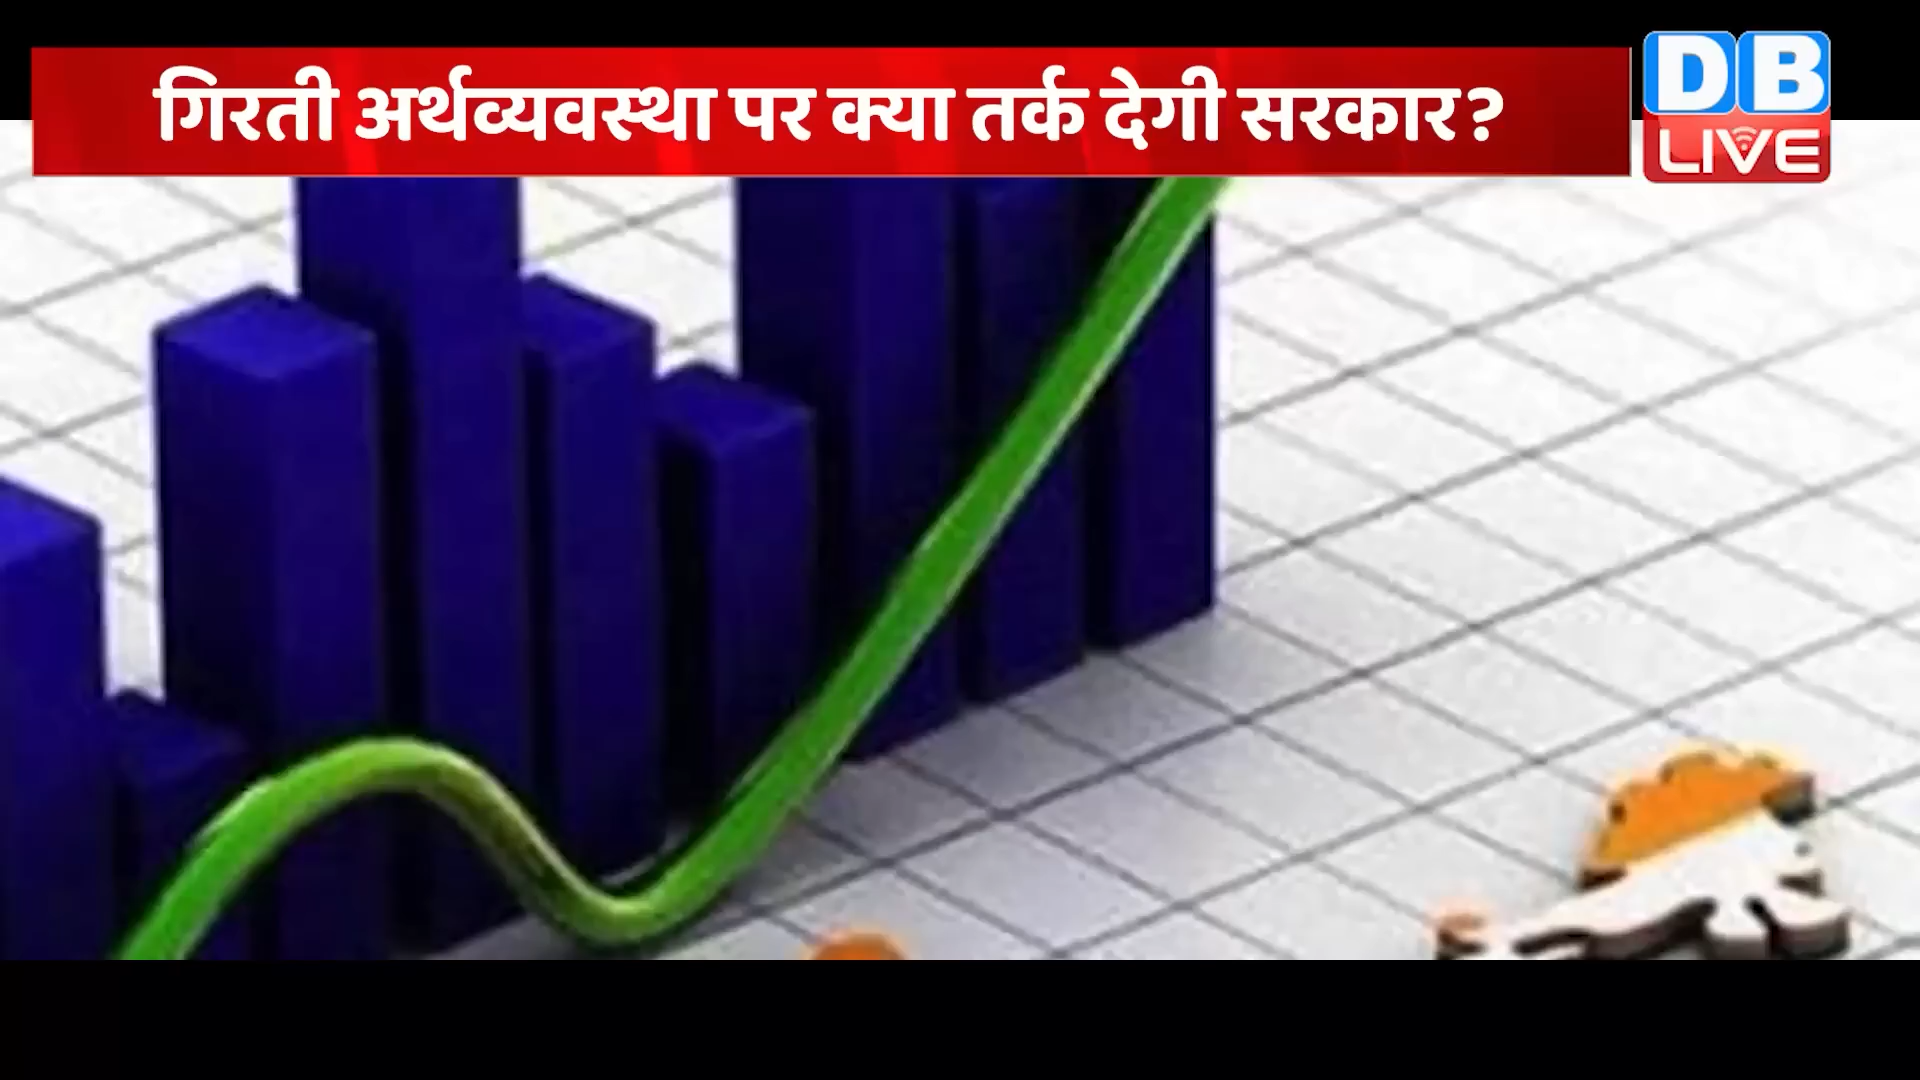 गिरती अर्थव्यवस्था पर क्या तर्क देगी सरकार?
DB
LIVE